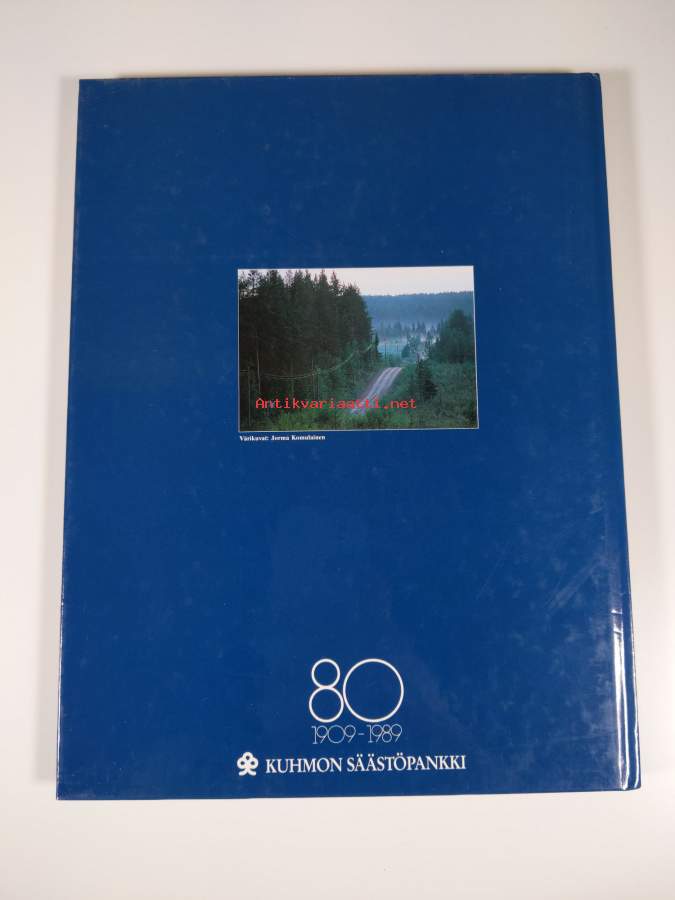 Antikvariaatti.net
Värikuvat: Jorma Komulainen
80
1909-1989
KUHMON SÄÄSTÖPANKKI